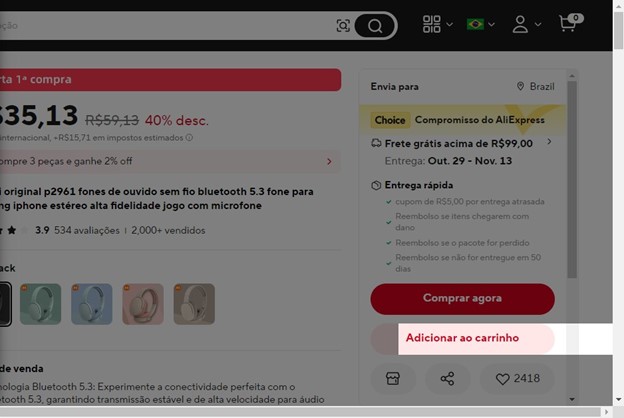 ção
0
rta 1ª compra
$35,13 R$59,13 40% desc.
internacional, +R$15,71 em impostos estimados
ompre 3 peças e ganhe 2% off
i original p2961 fones de ouvido sem fio bluetooth 5.3 fone para
ng iphone estéreo alta fidelidade jogo com microfone
3.9 534 avaliações 2,000+ vendidos
ack
de venda
nologia Bluetooth 5.3: Experimente a conectividade perfeita com o
etooth 5.3, garantindo transmissão estável e de alta velocidade para áudio
Envia para Brazil
Choice Compromisso do AliExpress
Frete grátis acima de R$99,00
Entrega: Out. 29 - Nov. 13
Entrega rápida
cupom de R$5,00 por entrega atrasada
Reembolso se itens chegarem com
dano
Reembolso se o pacote for perdido
Reembolso se não for entregue em 50
dias
Comprar agora
Adicionar ao carrinho
2418